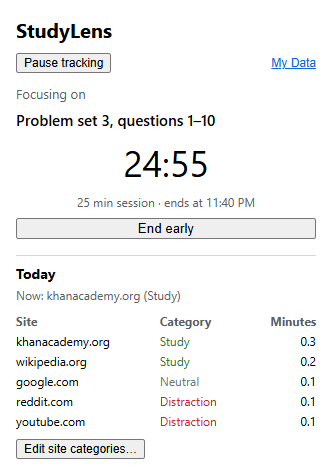 StudyLens
Pause tracking My Data
Focusing on
Problem set 3, questions 1–10
24:55
25 min session · ends at 11:40 PM
End early
Today
Now: khanacademy.org (Study)
Site Category Minutes
khanacademy.org Study 0.3
wikipedia.org Study 0.2
google.com Neutral 0.1
reddit.com Distraction 0.1
youtube.com Distraction 0.1
Edit site categories…